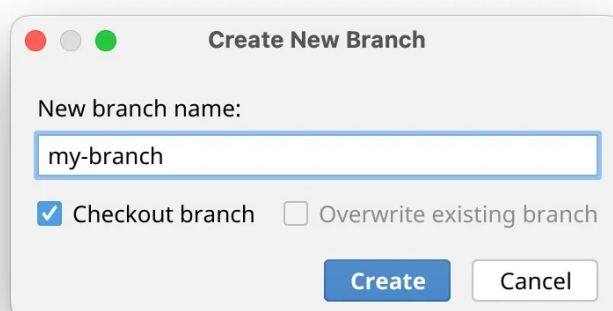 Create New Branch
New branch name:
my-branch
Checkout branch Overwrite existing branch
Create Cancel